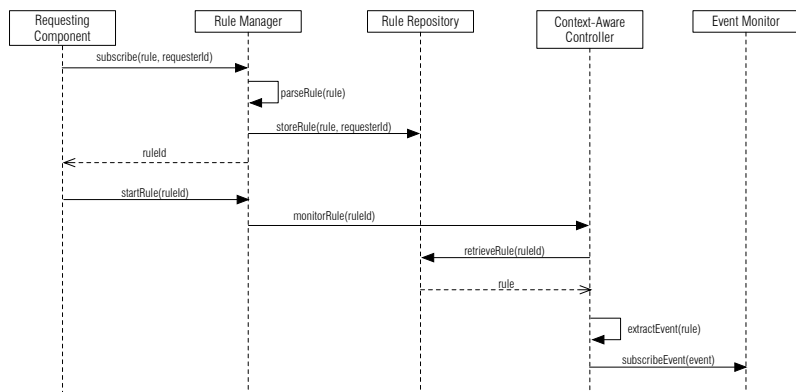 Requesting
Component
Rule Manager
Rule Repository
Context-Aware
Controller
Event Monitor
subscribe(rule, requesterId)
parseRule(rule)
storeRule(rule, requesterId)
ruleId
startRule(ruleId)
monitorRule(ruleId)
retrieveRule(ruleId)
rule
extractEvent(rule)
subscribeEvent(event)